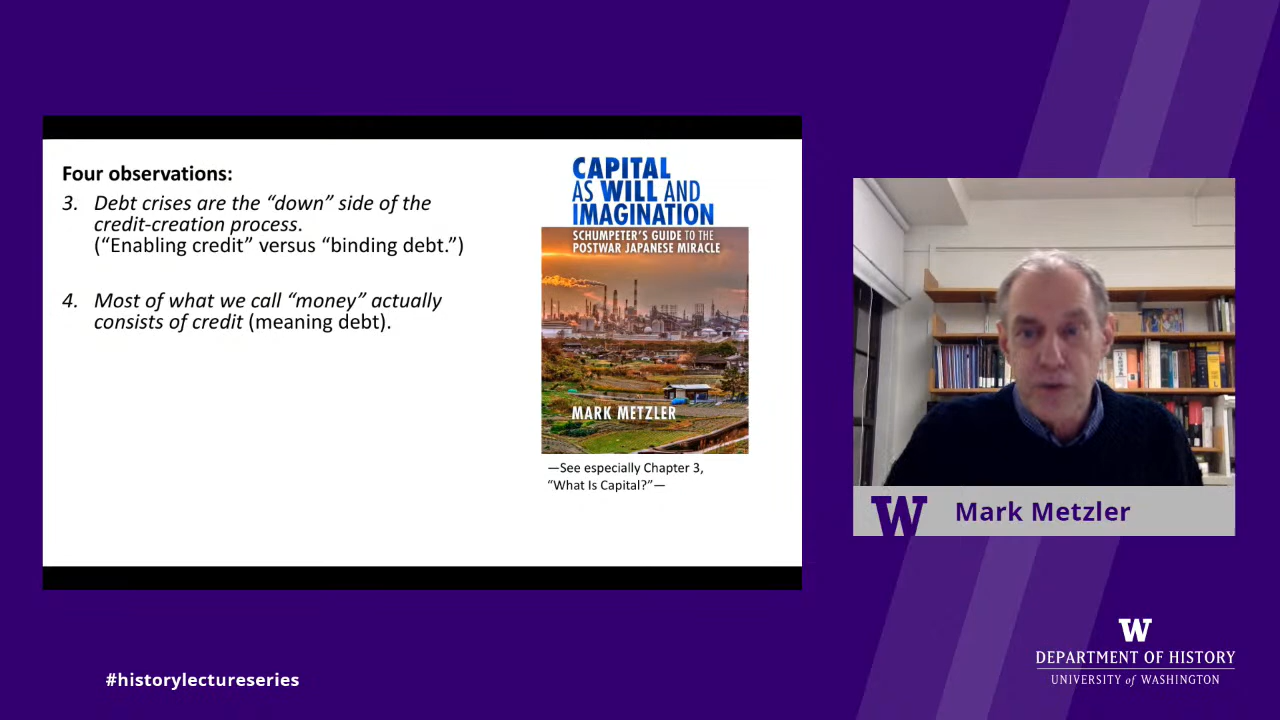 Four observations:
3. Debt crises are the “down” side of the
credit-creation process.
(“Enabling credit” versus “binding debt.”)
4. Most of what we call “money” actually
consists of credit (meaning debt).
CAPITAL
AS WILL AND
IMAGINATION
SCHUMPETER'S GUIDE TO THE
POSTWAR JAPANESE MIRACLE
MARK METZLER
—See especially Chapter 3,
“What Is Capital?”—
W Mark Metzler
#historylectureseries
W
DEPARTMENT OF HISTORY
UNIVERSITY of WASHINGTON